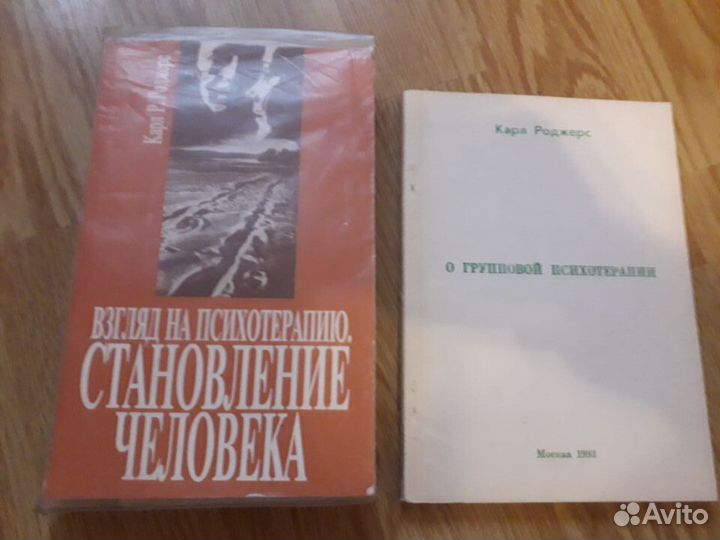 Карл Р. Роджерс
ВЗГЛЯД НА ПСИХОТЕРАПИЮ.
СТАНОВЛЕНИЕ
ЧЕЛОВЕКА
Карл Роджерс
О ГРУППОВОЙ ПСИХОТЕРАПИИ
Москва 1993
Avito